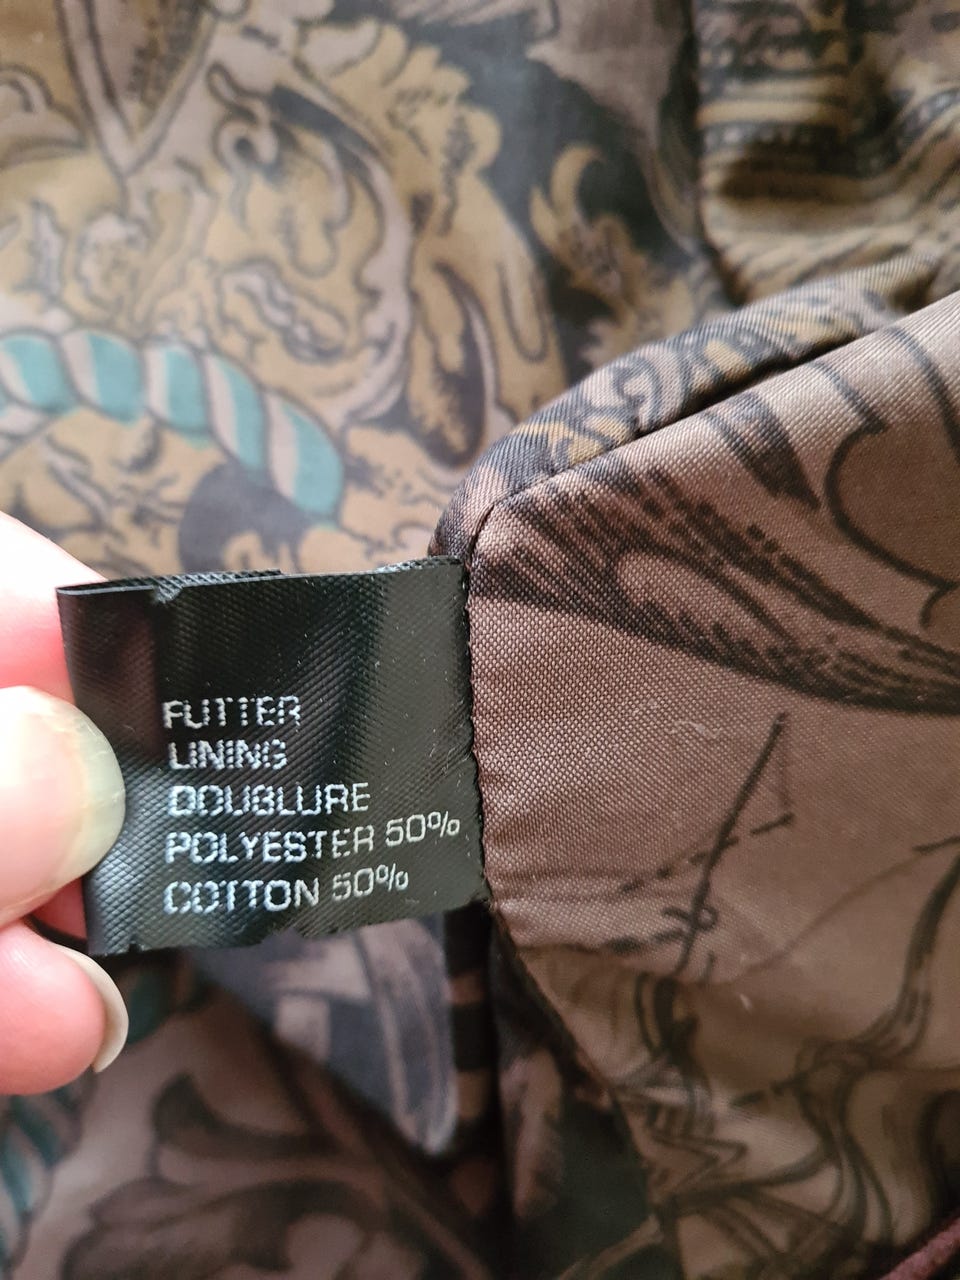 FUTTER
LINING
DOUBLURE
POLYESTER 50%
COTTON 50%